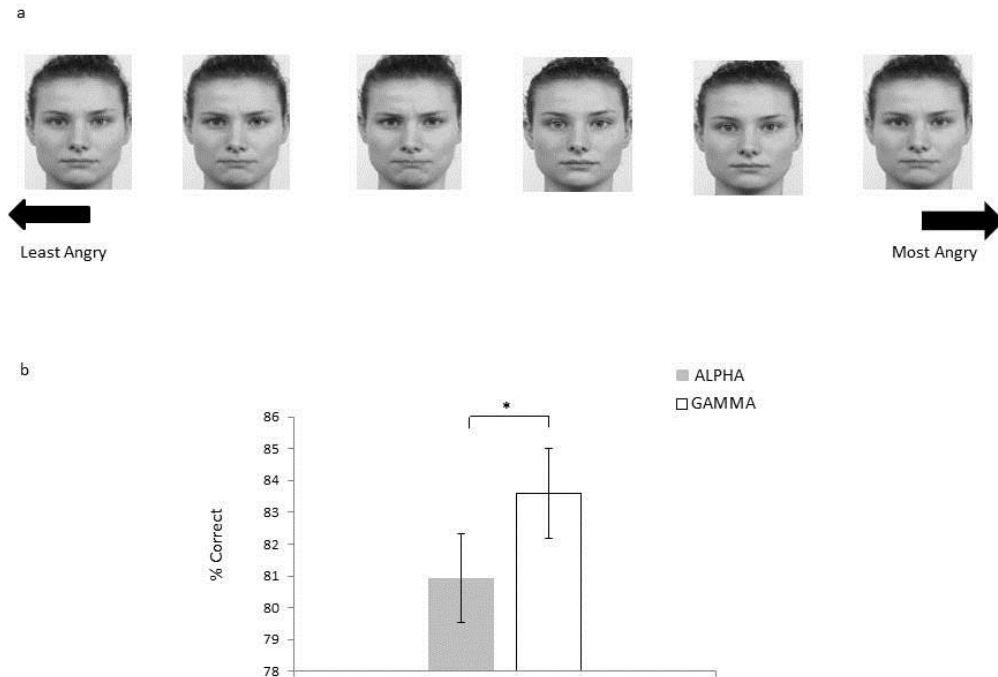 a
Least Angry
Most Angry
b
ALPHA
GAMMA
*
86
85
84
83
82
81
80
79
78
% Correct